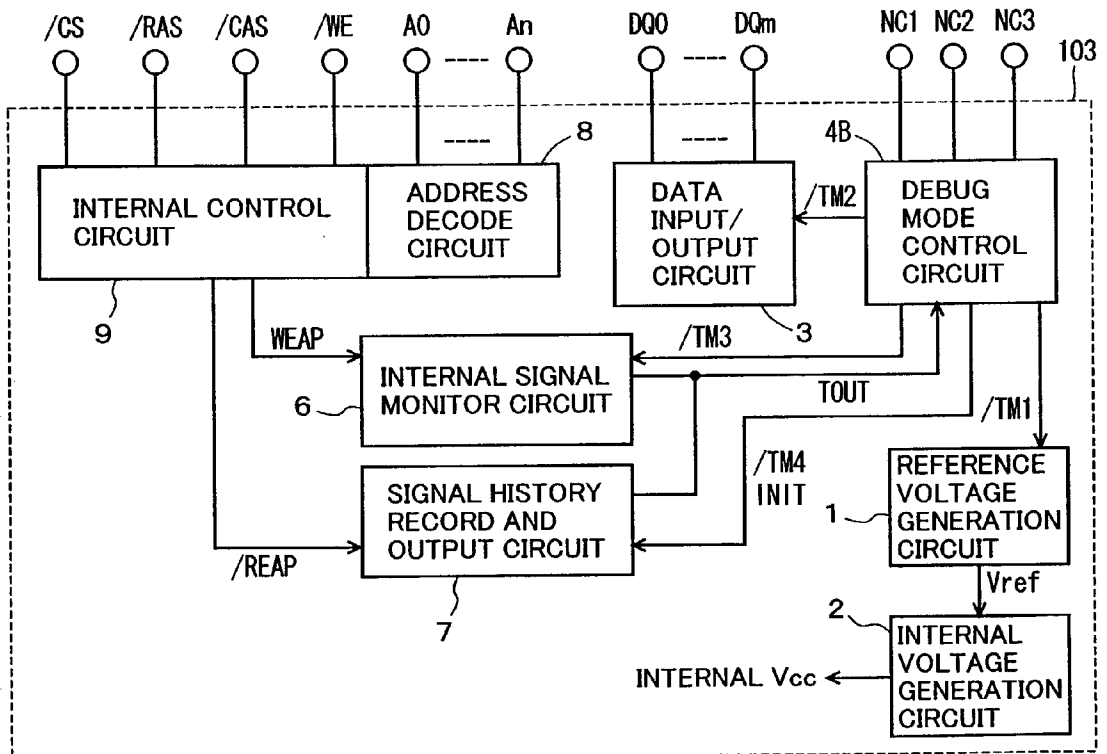 /CS /RAS /CAS /WE A0 ---- An DQ0 ---- DQm NC1 NC2 NC3
103
---- 8 ---- 4B
INTERNAL CONTROL
CIRCUIT
ADDRESS
DECODE
CIRCUIT
DATA
INPUT/
OUTPUT
CIRCUIT
/TM2
DEBUG
MODE
CONTROL
CIRCUIT
9
3
WEAP
/TM3
INTERNAL SIGNAL
MONITOR CIRCUIT
6
TOUT
/TM1
/TM4
INIT
SIGNAL HISTORY
RECORD AND
OUTPUT CIRCUIT
/REAP
7
REFERENCE
VOLTAGE
GENERATION
CIRCUIT
1
Vref
2
INTERNAL
VOLTAGE
GENERATION
CIRCUIT
INTERNAL Vcc